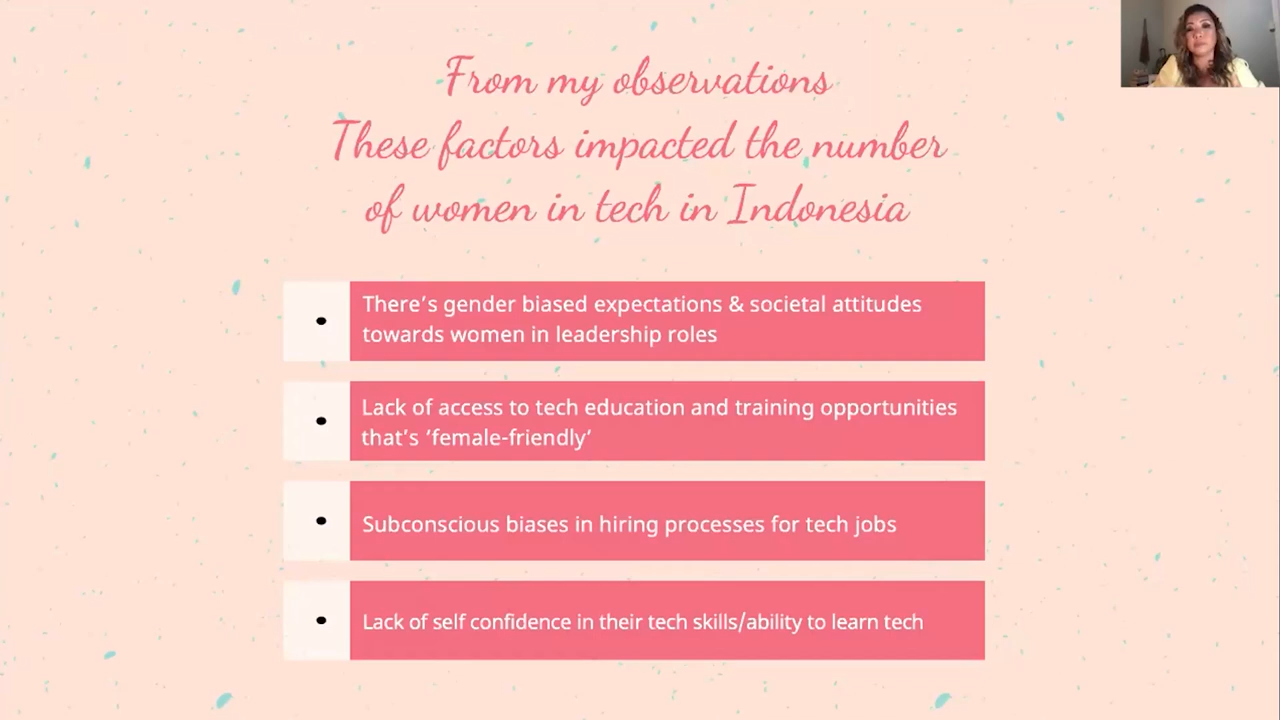 From my observations
These factors impacted the number
of women in tech in Indonesia
There's gender biased expectations & societal attitudes
towards women in leadership roles
Lack of access to tech education and training opportunities
that's 'female-friendly'
Subconscious biases in hiring processes for tech jobs
Lack of self confidence in their tech skills/ability to learn tech